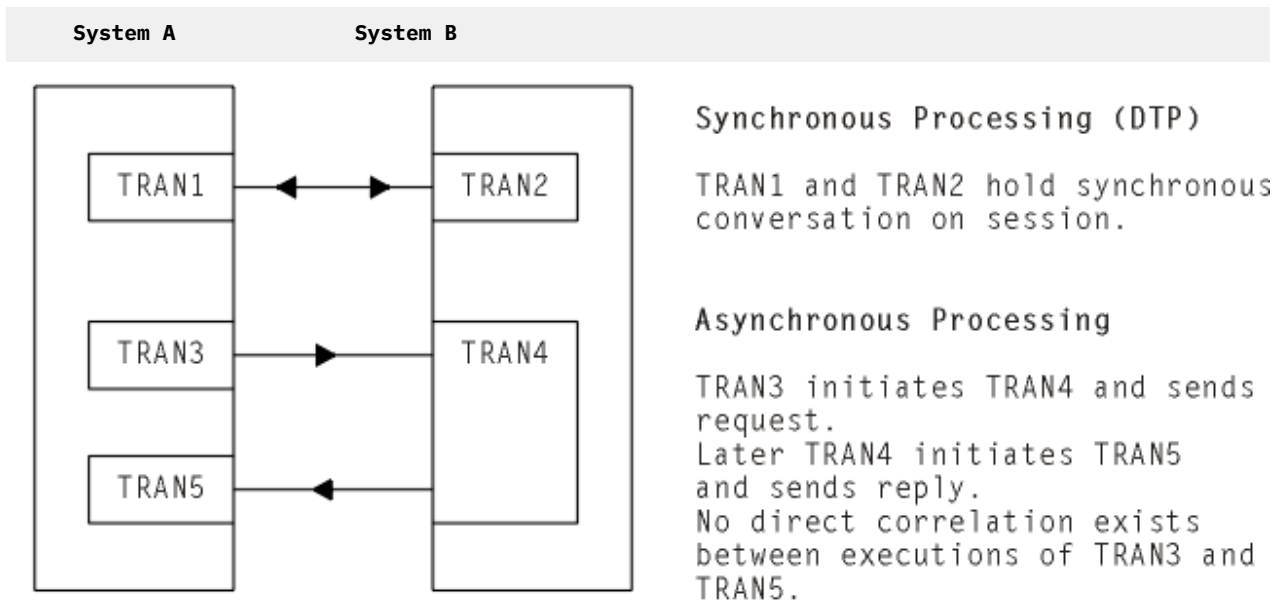 System A System B
TRAN1
TRAN2
TRAN3
TRAN4
TRAN5
Synchronous Processing (DTP)
TRAN1 and TRAN2 hold synchronous
conversation on session.
Asynchronous Processing
TRAN3 initiates TRAN4 and sends
request.
Later TRAN4 initiates TRAN5
and sends reply.
No direct correlation exists
between executions of TRAN3 and
TRAN5.